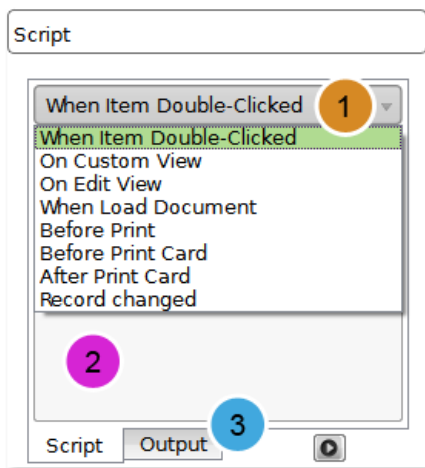 Script
When Item Double-Clicked 1
When Item Double-Clicked
On Custom View
On Edit View
When Load Document
Before Print
Before Print Card
After Print Card
Record changed
2
3
Script Output